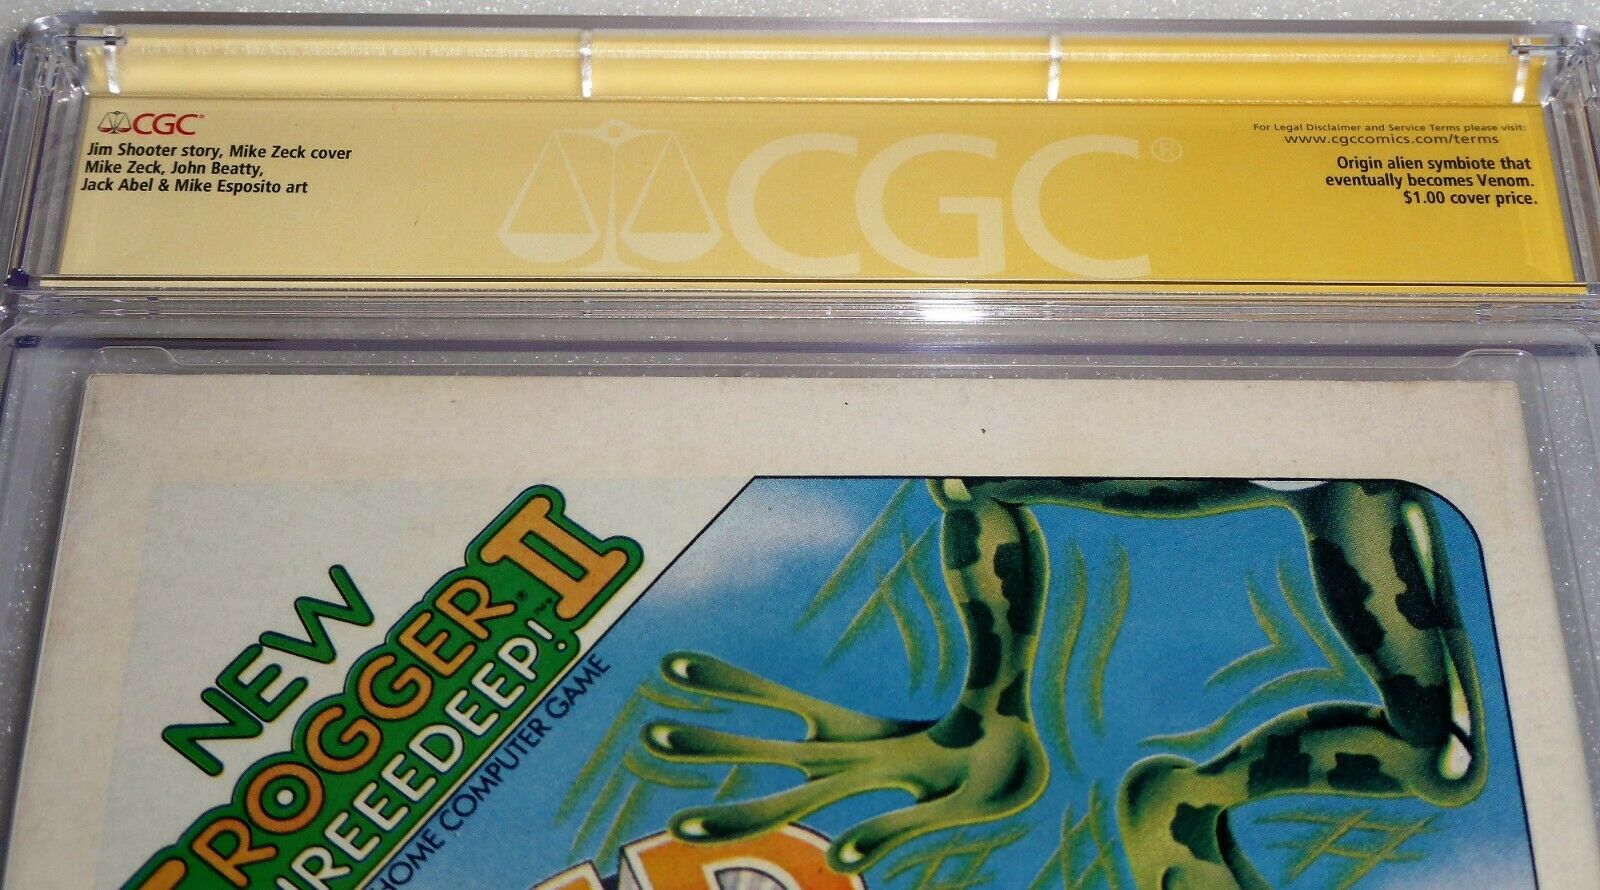 CGC®
Jim Shooter story, Mike Zeck cover
Mike Zeck, John Beatty,
Jack Abel & Mike Esposito art
CGC®
For Legal Disclaimer and Service Terms please visit:
www.cgccomics.com/terms
Origin alien symbiote that
eventually becomes Venom.
$1.00 cover price.
NEW
FROGGER® II
HREEEDEEP!™
HOME COMPUTER GAME